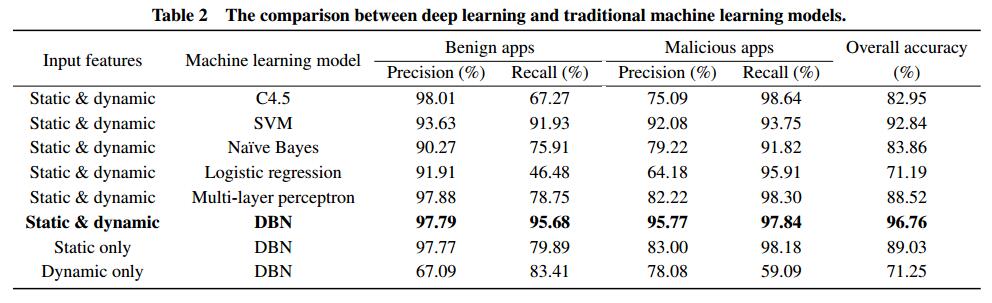 Table 2 The comparison between deep learning and traditional machine learning models.
Input features Machine learning model Benign apps Malicious apps Overall accuracy
Precision (%) Recall (%) Precision (%) Recall (%) (%)
Static & dynamic C4.5 98.01 67.27 75.09 98.64 82.95
Static & dynamic SVM 93.63 91.93 92.08 93.75 92.84
Static & dynamic Naïve Bayes 90.27 75.91 79.22 91.82 83.86
Static & dynamic Logistic regression 91.91 46.48 64.18 95.91 71.19
Static & dynamic Multi-layer perceptron 97.88 78.75 82.22 98.30 88.52
Static & dynamic DBN 97.79 95.68 95.77 97.84 96.76
Static only DBN 97.77 79.89 83.00 98.18 89.03
Dynamic only DBN 67.09 83.41 78.08 59.09 71.25